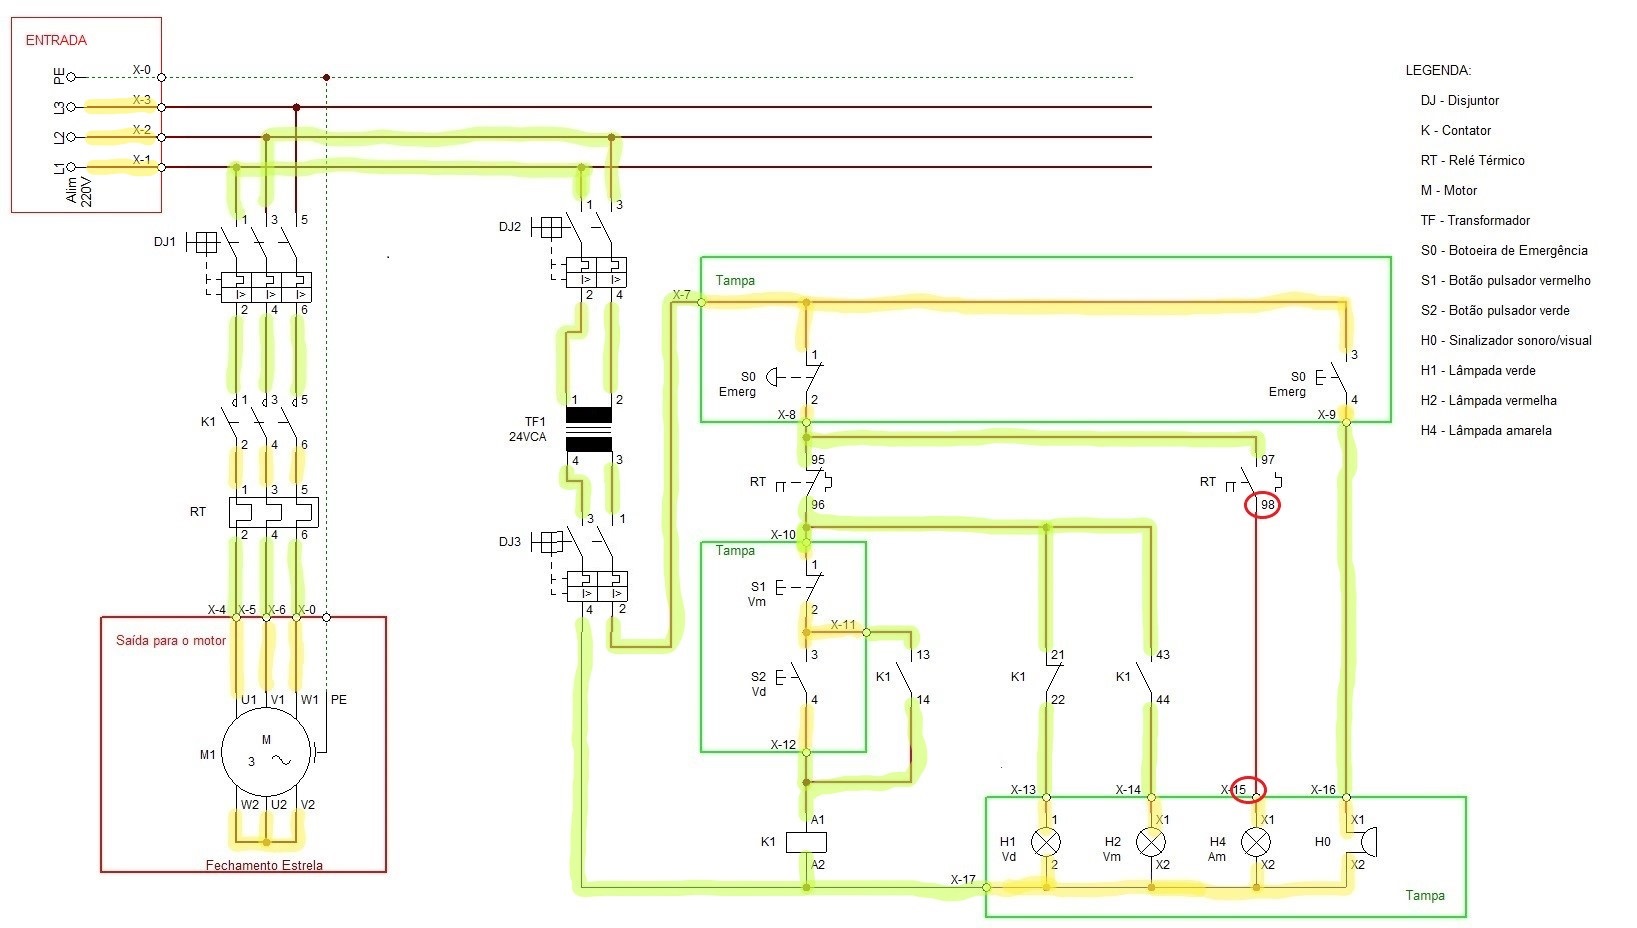 ENTRADA
PE
X-0
L3
X-3
L2
X-2
L1
X-1
Alim
220V
LEGENDA:
DJ - Disjuntor
K - Contator
RT - Relé Térmico
M - Motor
TF - Transformador
S0 - Botoeira de Emergência
S1 - Botão pulsador vermelho
S2 - Botão pulsador verde
H0 - Sinalizador sonoro/visual
H1 - Lâmpada verde
H2 - Lâmpada vermelha
H4 - Lâmpada amarela
1 3 5
DJ1
I> I> I>
2 4 6
1 3 5
K1
2 4 6
1 3 5
RT
2 4 6
X-4 X-5 X-6 X-0
Saída para o motor
U1 V1 W1 PE
M1
M
3
W2 U2 V2
Fechamento Estrela
1 3
DJ2
I> I>
2 4
1 2
TF1
24VCA
4 3
3 1
DJ3
I> I>
4 2
X-7
Tampa
1
S0
Emerg
2
X-8
3
S0
Emerg
4
X-9
95
RT
96
97
RT
98
X-10
Tampa
1
S1
Vm
2
X-11
3
S2
Vd
4
X-12
13
K1
14
21
K1
22
43
K1
44
A1
K1
A2
X-13 X-14 X-15 X-16
1
H1
Vd
2
X1
H2
Vm
X2
X1
H4
Am
X2
X1
H0
X2
X-17
Tampa